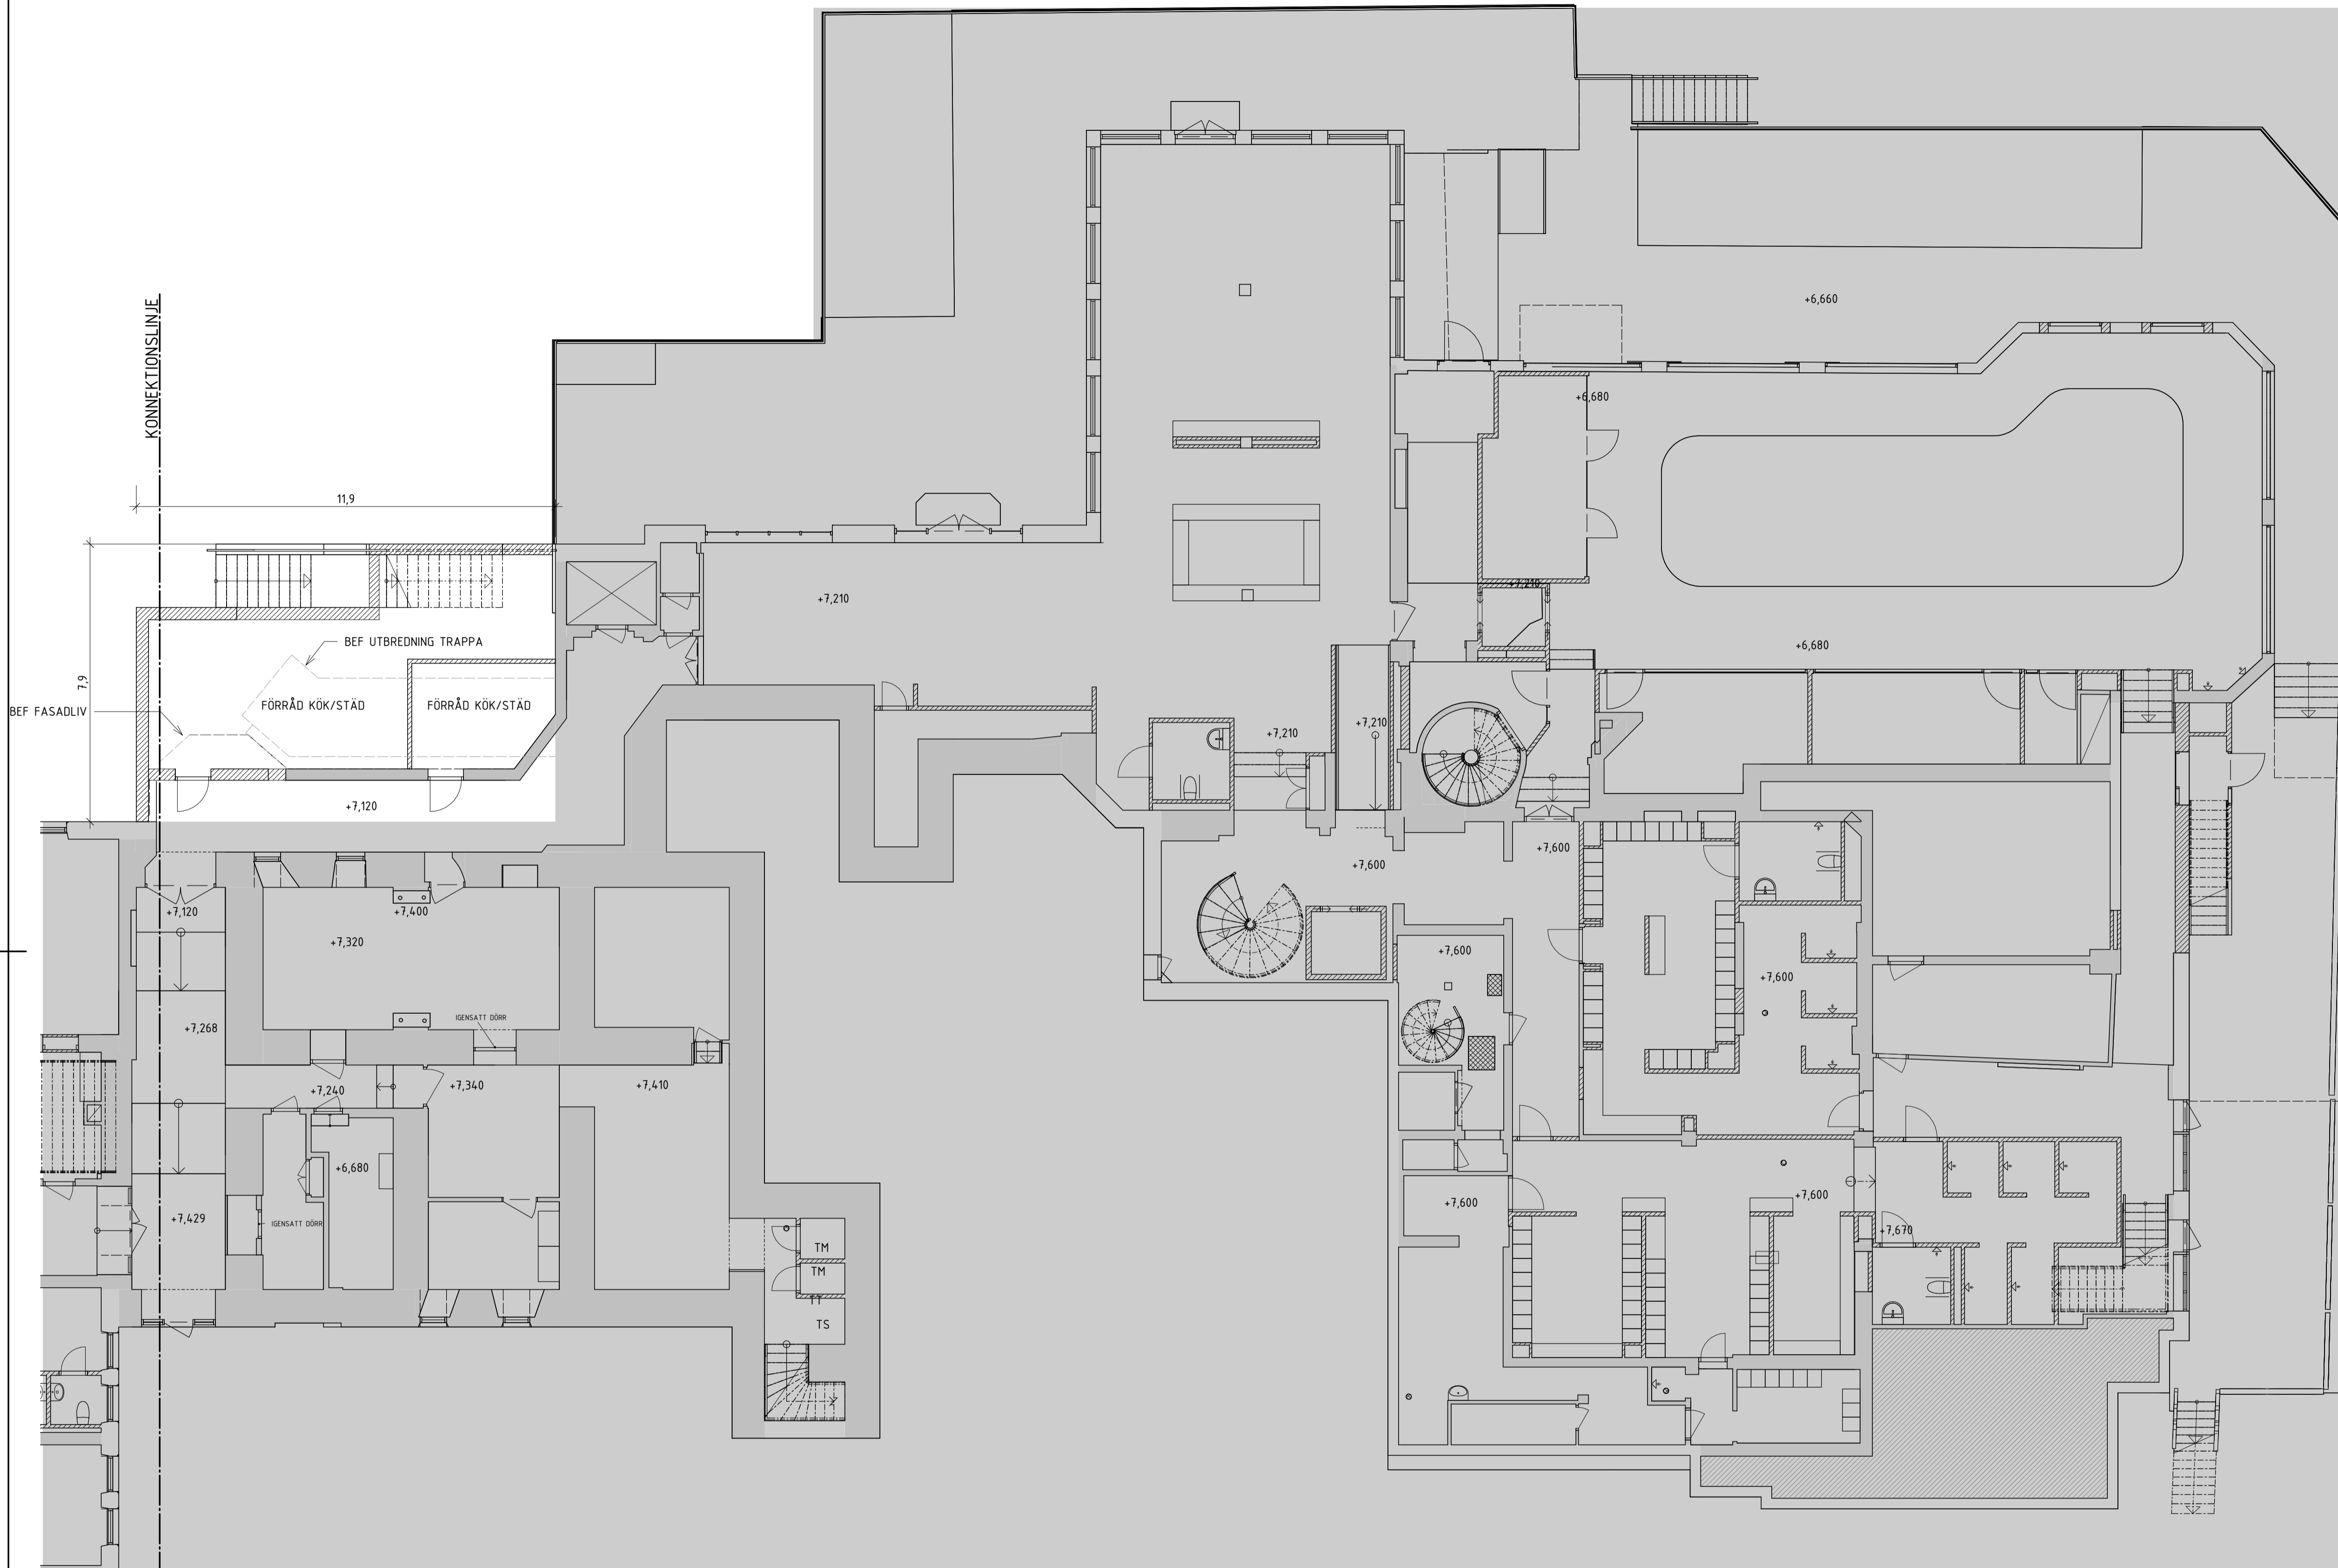 KONNEKTIONSLINJE
+6,660
+6,680
11,9
+7,210
+7,210
BEF UTBREDNING TRAPPA
+6,680
7,9
FÖRRÅD KÖK/STÄD
FÖRRÅD KÖK/STÄD
BEF FASADLIV
+7,210
+7,210
+7,120
+7,600
+7,600
+7,120
+7,400
+7,320
+7,600
+7,600
IGENSATT DÖRR
+7,268
+7,240
+7,340
+7,410
+6,680
+7,600
+7,600
+7,429
IGENSATT DÖRR
+7,670
TM
TM
TT
TS